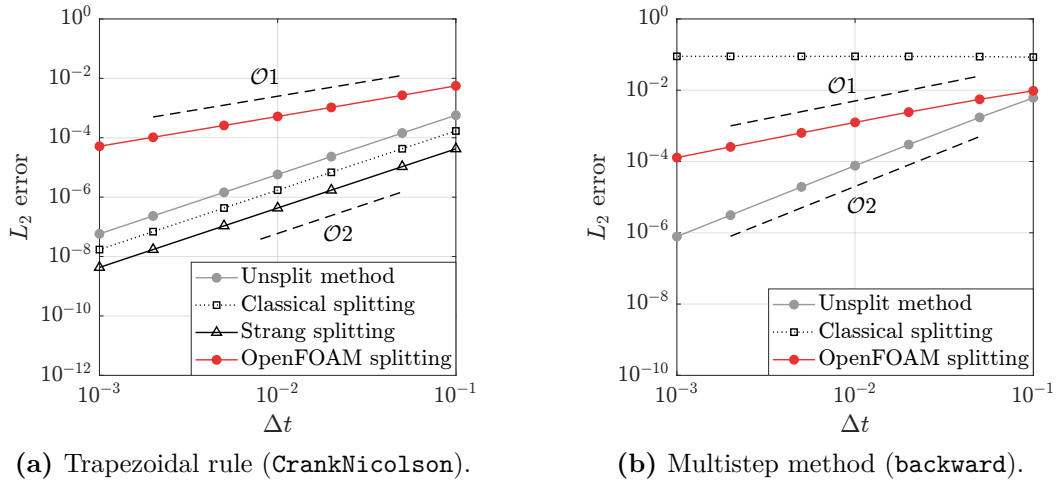 10^0
10^-2
10^-4
10^-6
10^-8
10^-10
10^-12
L_2 error
O1
O2
Unsplit method
Classical splitting
Strang splitting
OpenFOAM splitting
10^-3
10^-2
10^-1
Δt
(a) Trapezoidal rule (CrankNicolson).
10^0
10^-2
10^-4
10^-6
10^-8
10^-10
L_2 error
O1
O2
Unsplit method
Classical splitting
OpenFOAM splitting
10^-3
10^-2
10^-1
Δt
(b) Multistep method (backward).